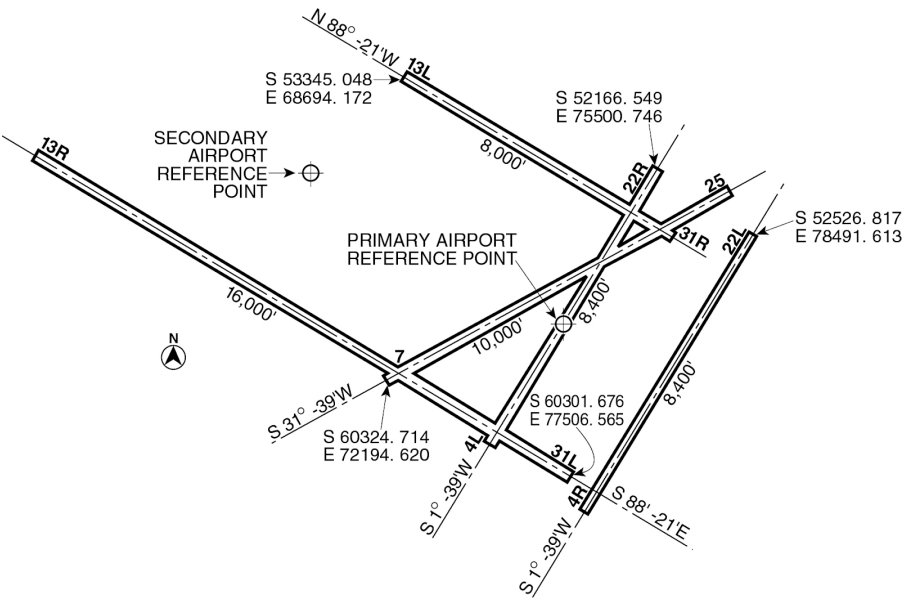 N 88° -21'W
13L
S 53345. 048
E 68694. 172
S 52166. 549
E 75500. 746
SECONDARY
AIRPORT
REFERENCE
POINT
13R
8,000'
22R
25
S 52526. 817
E 78491. 613
PRIMARY AIRPORT
REFERENCE POINT
31R
22L
16,000'
8,400'
10,000'
N
7
8,400'
S 31° -39'W
S 60301. 676
E 77506. 565
S 60324. 714
E 72194. 620
4L
31L
4R
S 88' -21'E
S 1° -39'W
S 1° -39'W